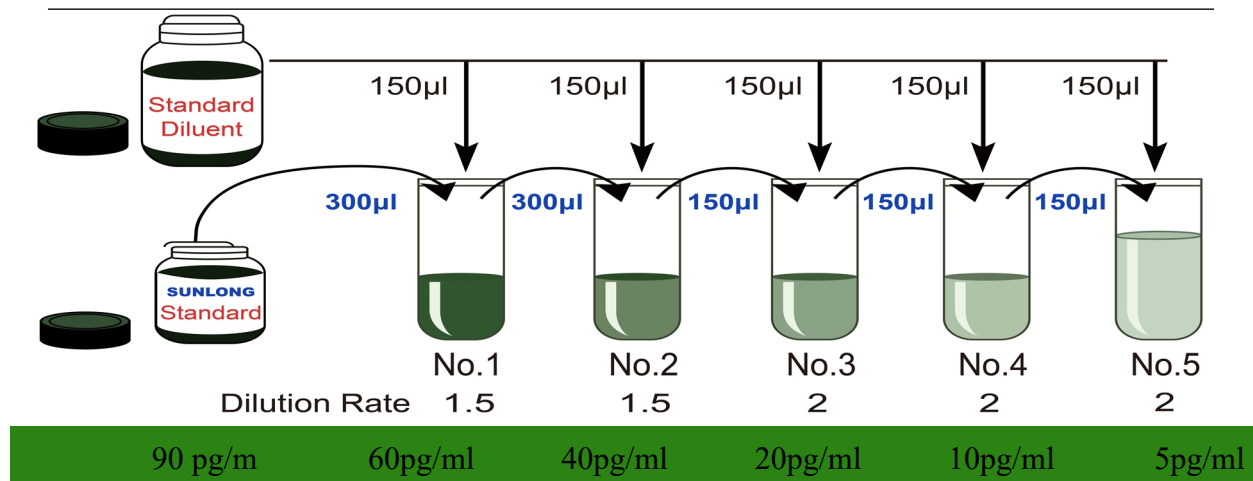 150µl 150µl 150µl 150µl 150µl
Standard
Diluent
300µl 300µl 150µl 150µl 150µl
SUNLONG
Standard
No.1 No.2 No.3 No.4 No.5
Dilution Rate 1.5 1.5 2 2 2
90 pg/m 60pg/ml 40pg/ml 20pg/ml 10pg/ml 5pg/ml